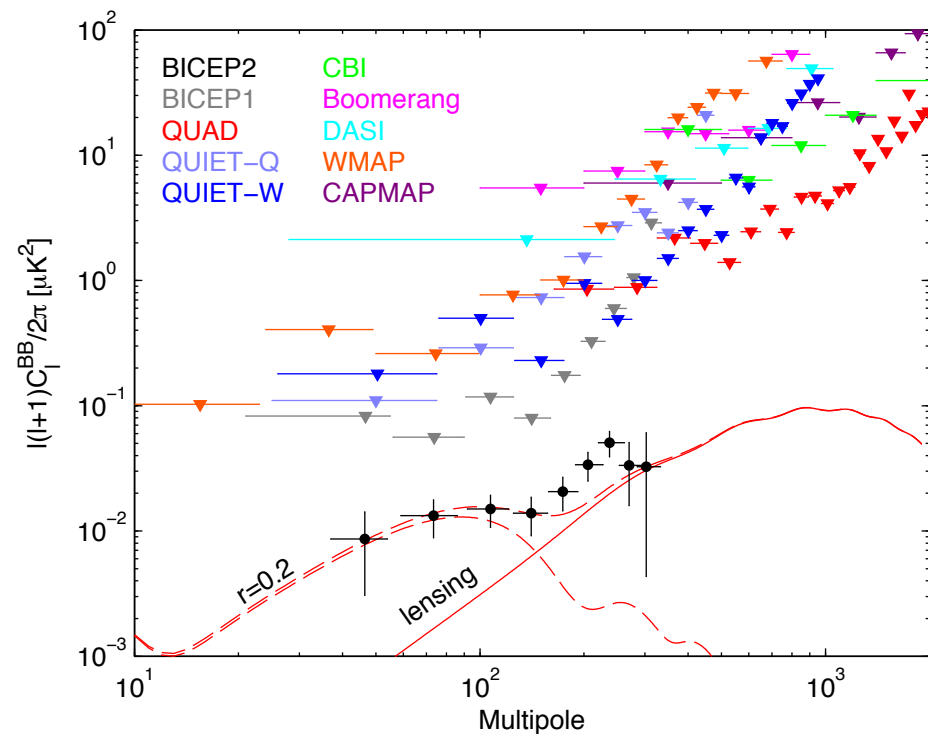 l(l+1)C_l^BB/2π [μK²]
10²
10¹
10⁰
10⁻¹
10⁻²
10⁻³
BICEP2
BICEP1
QUAD
QUIET−Q
QUIET−W
CBI
Boomerang
DASI
WMAP
CAPMAP
r=0.2
lensing
10¹
10²
10³
Multipole